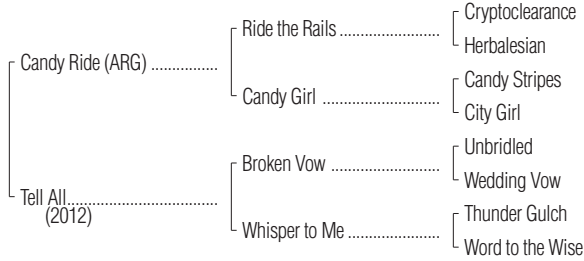 Cryptoclearance
Ride the Rails ........................
Herbalesian
Candy Ride (ARG) ................
Candy Stripes
Candy Girl ............................
City Girl
Unbridled
Broken Vow ..........................
Wedding Vow
Tell All....................................
(2012)
Thunder Gulch
Whisper to Me ......................
Word to the Wise